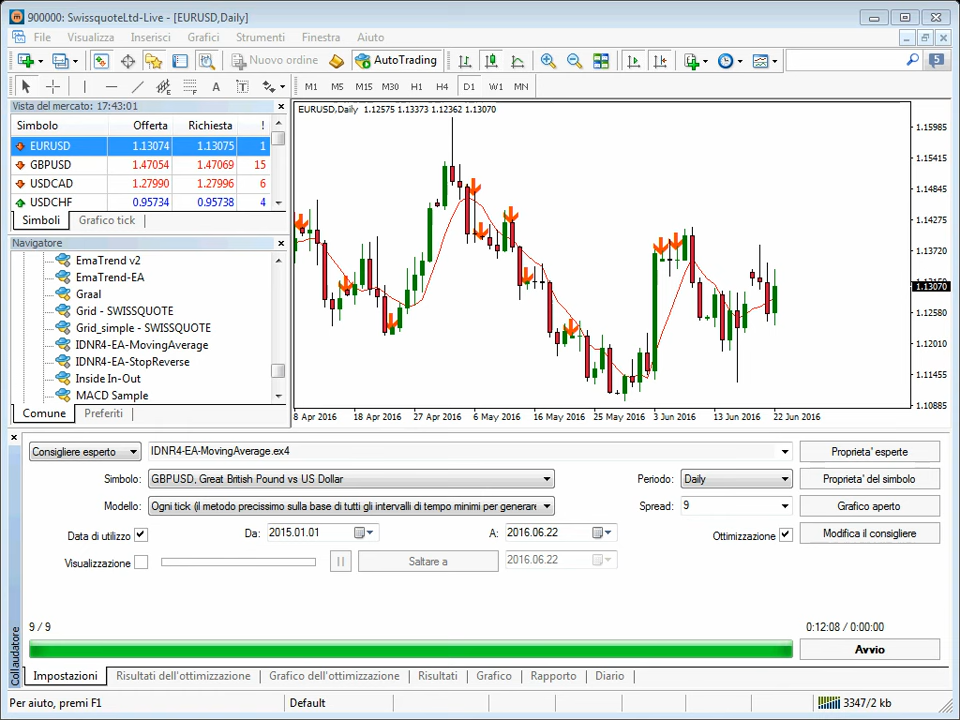 900000: SwissquoteLtd-Live - [EURUSD,Daily]
File Visualizza Inserisci Grafici Strumenti Finestra Aiuto
Nuovo ordine AutoTrading 5
A T M1 M5 M15 M30 H1 H4 D1 W1 MN
Vista del mercato: 17:43:01
Simbolo Offerta Richiesta !
EURUSD 1.13074 1.13075 1
GBPUSD 1.47054 1.47069 15
USDCAD 1.27990 1.27996 6
USDCHF 0.95734 0.95738 4
Simboli Grafico tick
Navigatore
EmaTrend v2
EmaTrend-EA
Graal
Grid - SWISSQUOTE
Grid_simple - SWISSQUOTE
IDNR4-EA-MovingAverage
IDNR4-EA-StopReverse
Inside In-Out
MACD Sample
Comune Preferiti
EURUSD,Daily 1.12575 1.13373 1.12362 1.13070
1.15985
1.15415
1.14845
1.14275
1.13720
1.13070
1.12580
1.12010
1.11455
1.10885
8 Apr 2016 18 Apr 2016 27 Apr 2016 6 May 2016 16 May 2016 25 May 2016 3 Jun 2016 13 Jun 2016 22 Jun 2016
Consigliere esperto IDNR4-EA-MovingAverage.ex4 Proprieta' esperte
Simbolo: GBPUSD, Great British Pound vs US Dollar Periodo: Daily Proprieta' del simbolo
Modello: Ogni tick (il metodo precissimo sulla base di tutti gli intervalli di tempo minimi per generare Spread: 9 Grafico aperto
Data di utilizzo Da: 2015.01.01 A: 2016.06.22 Ottimizzazione Modifica il consigliere
Visualizzazione Saltare a 2016.06.22
9 / 9 0:12:08 / 0:00:00
Avvio
Collaudatore
Impostazioni Risultati dell'ottimizzazione Grafico dell'ottimizzazione Risultati Grafico Rapporto Diario
Per aiuto, premi F1 Default 3347/2 kb